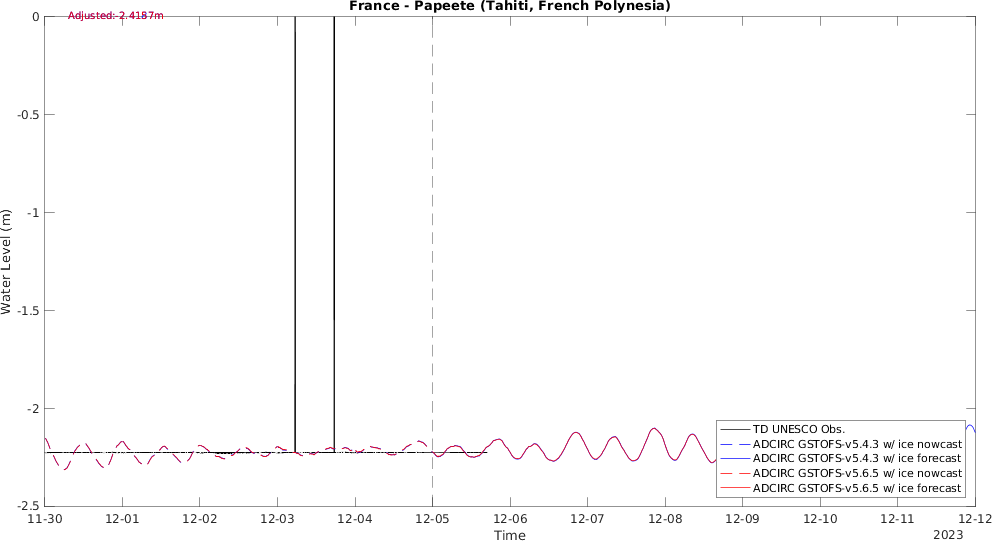 France - Papeete (Tahiti, French Polynesia)
Adjusted:-2.4187m
0
-0.5
-1
-1.5
-2
-2.5
Water Level (m)
TD UNESCO Obs.
ADCIRC GSTOFS-v5.4.3 w/ ice nowcast
ADCIRC GSTOFS-v5.4.3 w/ ice forecast
ADCIRC GSTOFS-v5.6.5 w/ ice nowcast
ADCIRC GSTOFS-v5.6.5 w/ ice forecast
11-30 12-01 12-02 12-03 12-04 12-05 12-06 12-07 12-08 12-09 12-10 12-11 12-12
Time
2023